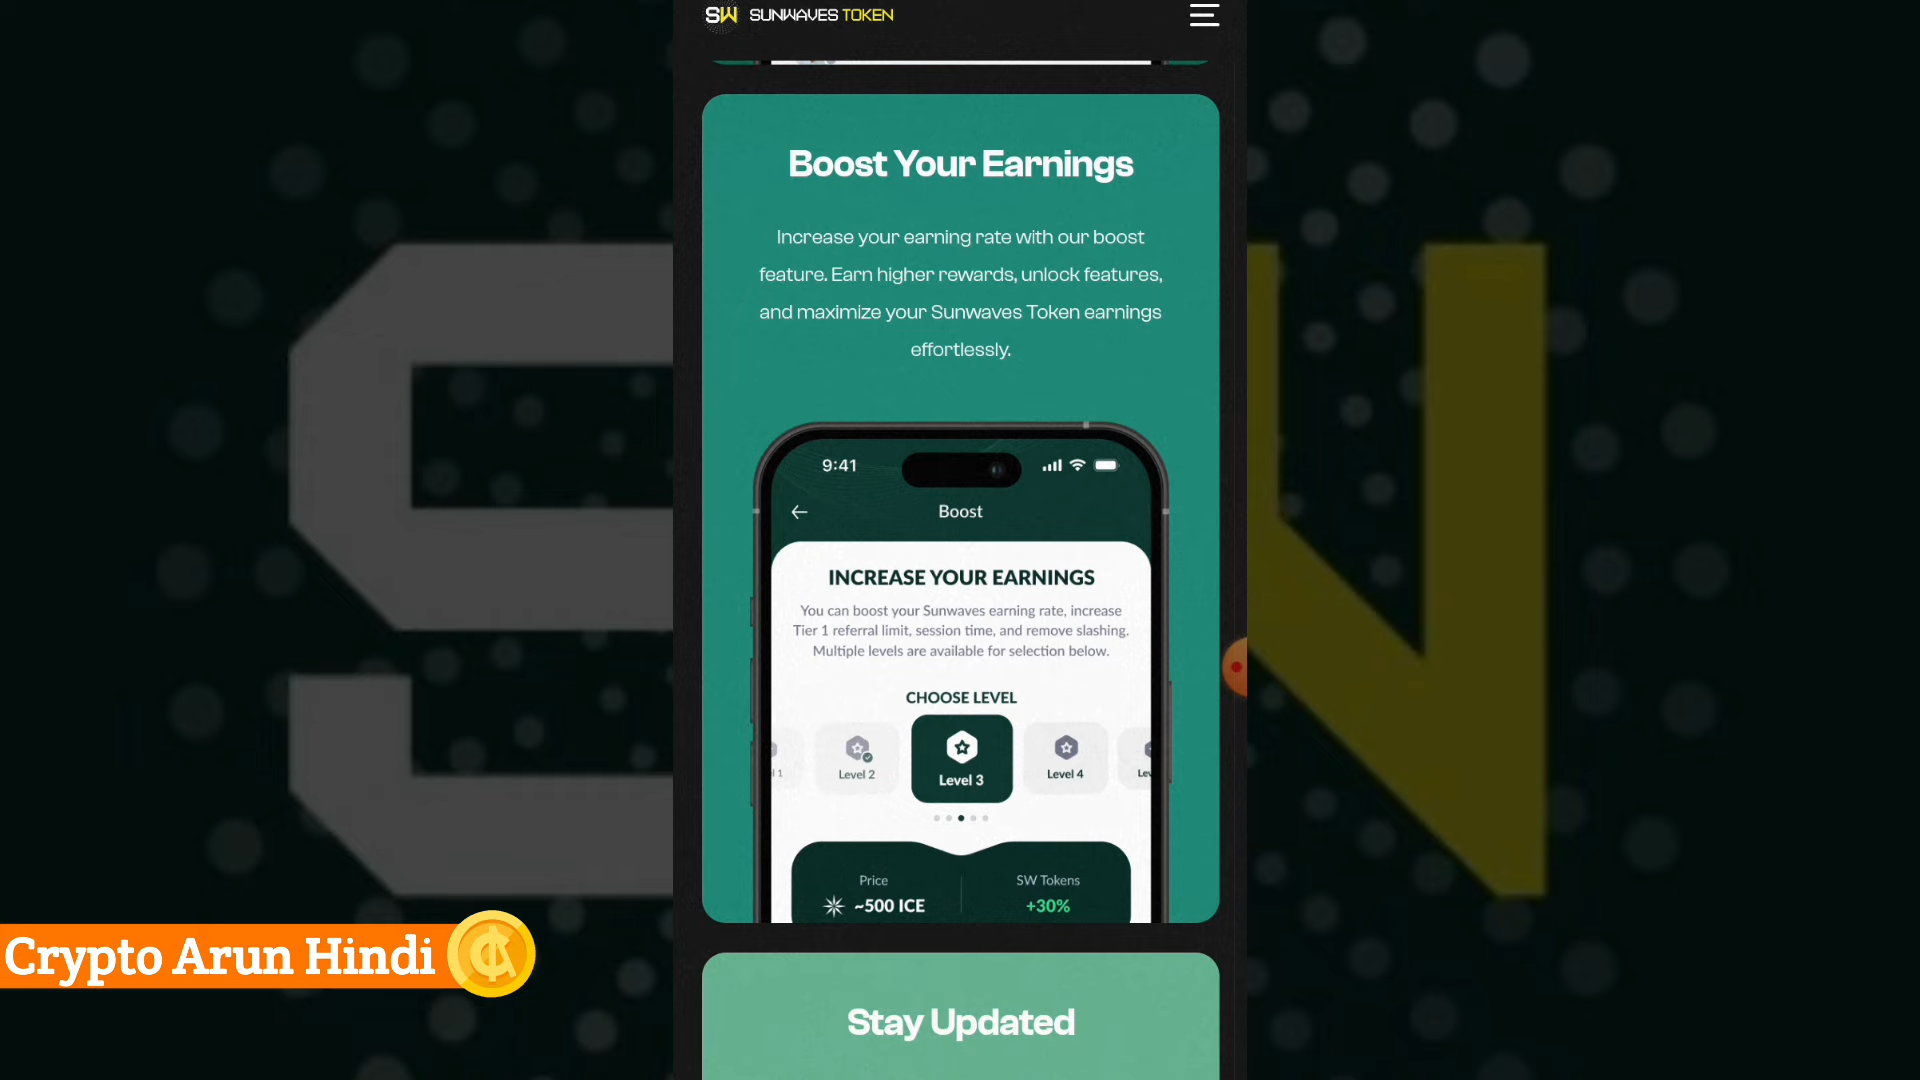 SW SUNWAVES TOKEN
Boost Your Earnings
Increase your earning rate with our boost
feature. Earn higher rewards, unlock features,
and maximize your Sunwaves Token earnings
effortlessly.
9:41
Boost
INCREASE YOUR EARNINGS
You can boost your Sunwaves earning rate, increase
Tier 1 referral limit, session time, and remove slashing.
Multiple levels are available for selection below.
CHOOSE LEVEL
l 1 Level 2 Level 3 Level 4 Lev
Price SW Tokens
~500 ICE +30%
Crypto Arun Hindi
Stay Updated